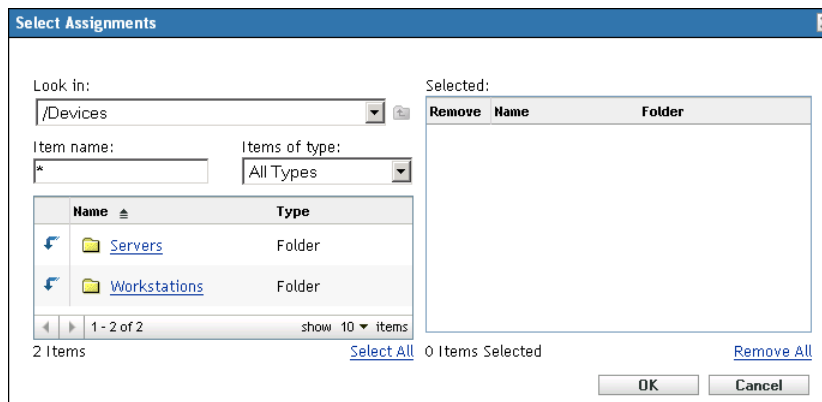 Select Assignments
Look in:
/Devices
Item name:
Items of type:
*
All Types
Name
Type
Servers
Folder
Workstations
Folder
1 - 2 of 2
show 10 items
2 Items
Select All
Selected:
Remove Name Folder
0 Items Selected
Remove All
OK
Cancel